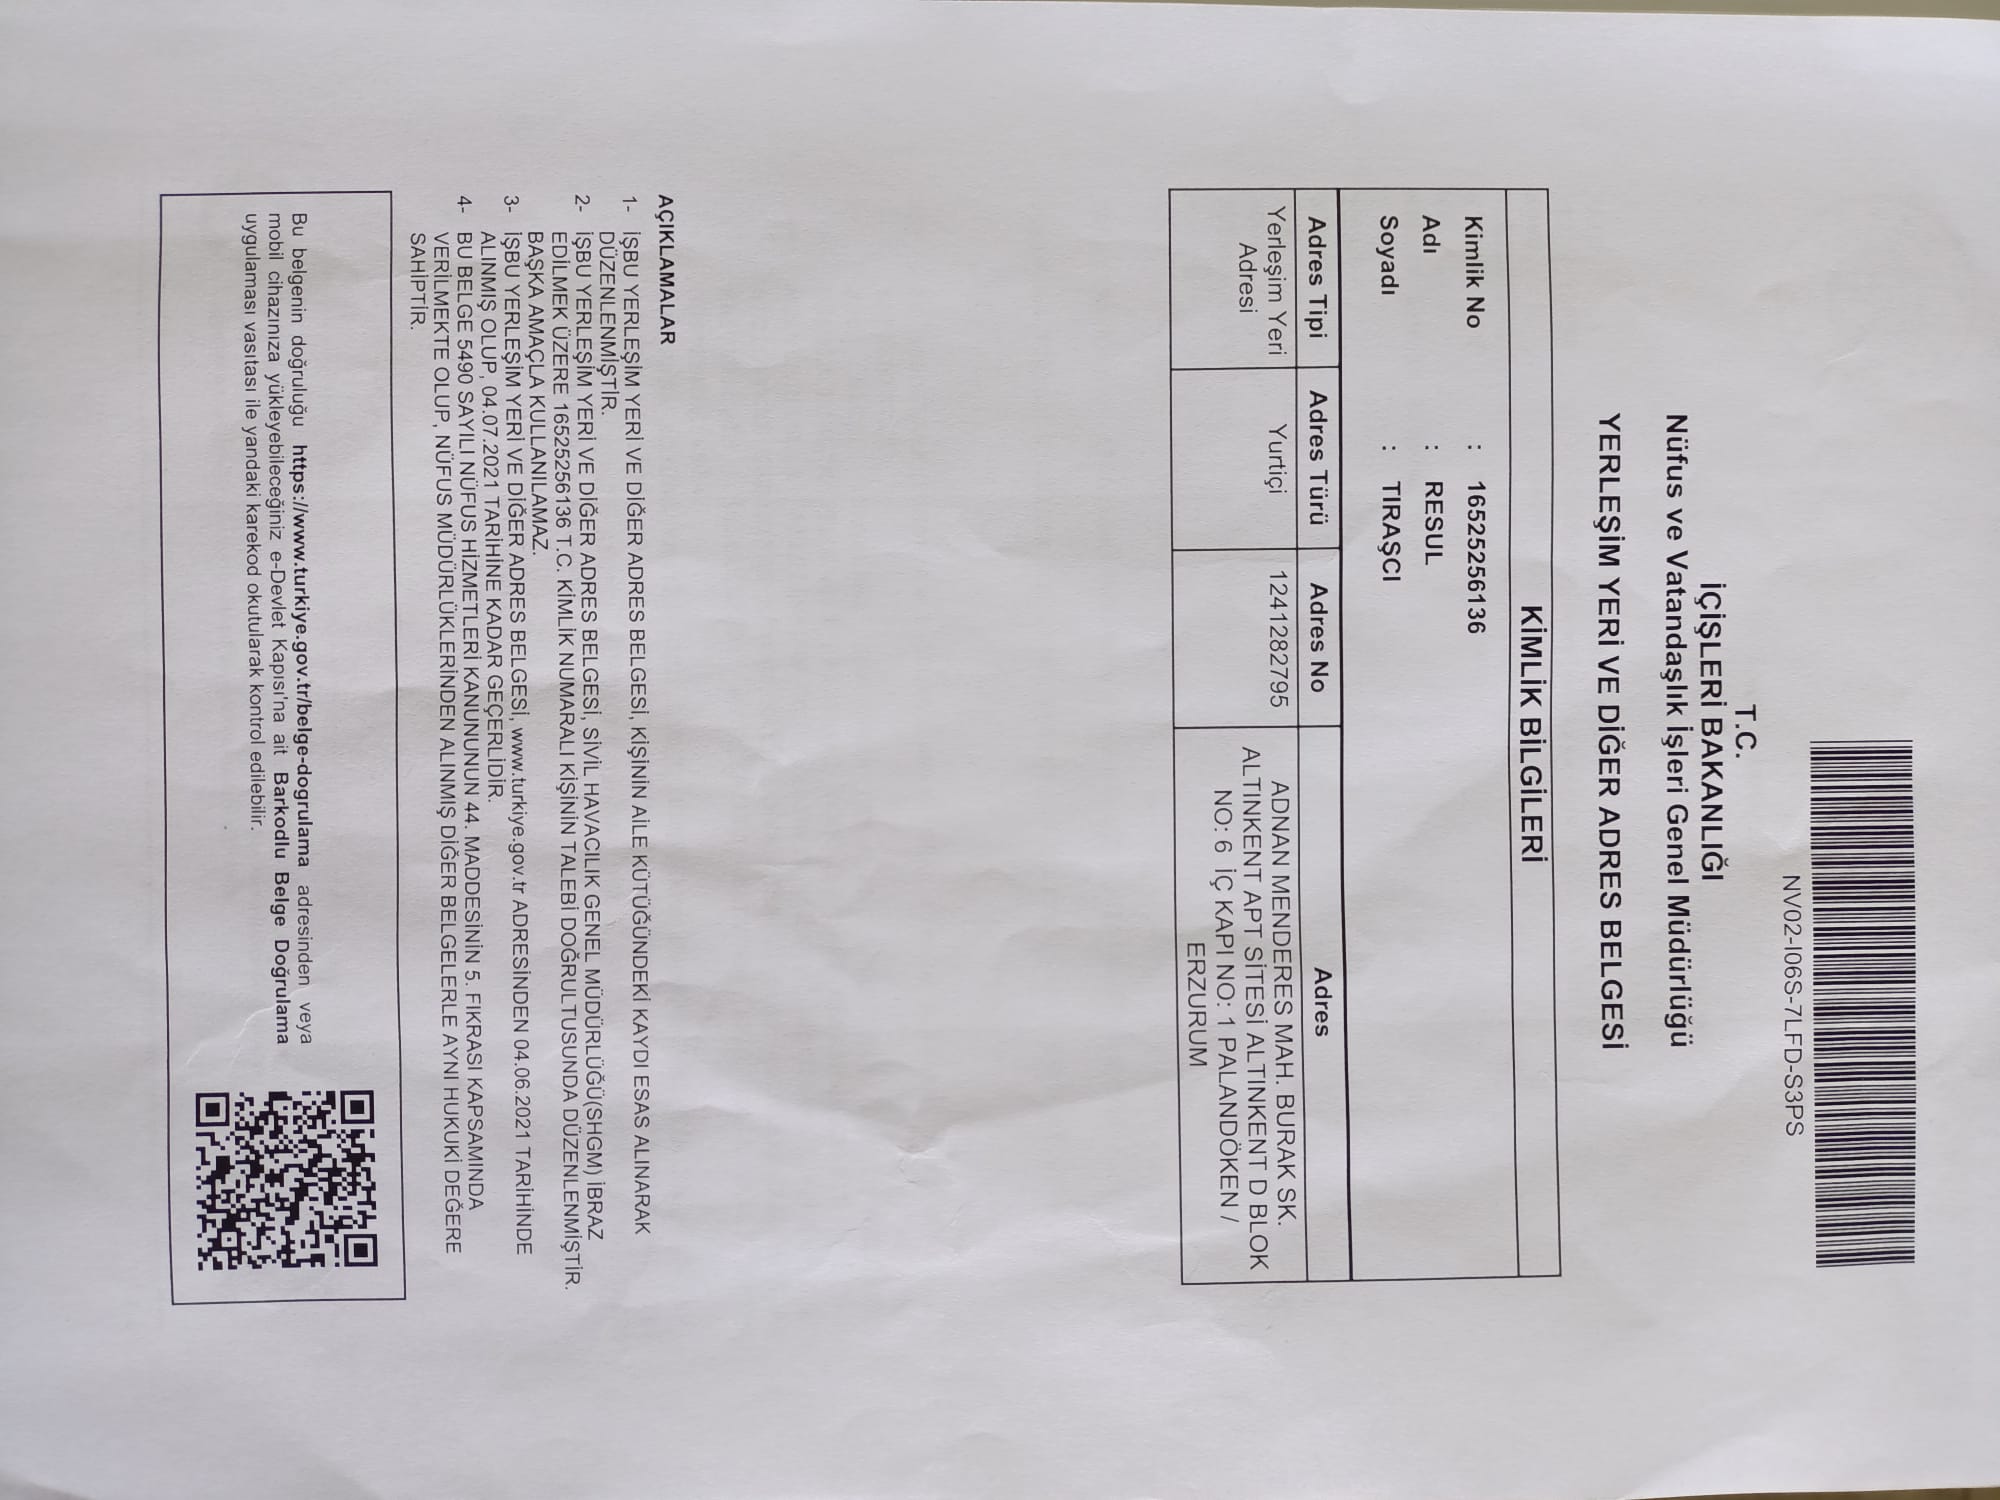 NV02-I06S-7LFD-S3PS
T.C.
İÇİŞLERİ BAKANLIĞI
Nüfus ve Vatandaşlık İşleri Genel Müdürlüğü
YERLEŞİM YERİ VE DİĞER ADRES BELGESİ
KİMLİK BİLGİLERİ
Kimlik No : 16525256136
Adı : RESUL
Soyadı : TIRAŞCI
Adres Tipi Adres Türü Adres No Adres
Yerleşim Yeri Adresi Yurtiçi 1241282795 ADNAN MENDERES MAH. BURAK SK.
ALTINKENT APT SİTESİ ALTINKENT D BLOK
NO: 6 İÇ KAPI NO: 1 PALANDÖKEN /
ERZURUM
AÇIKLAMALAR
1- İŞBU YERLEŞİM YERİ VE DİĞER ADRES BELGESİ, KİŞİNİN AİLE KÜTÜĞÜNDEKİ KAYDI ESAS ALINARAK
DÜZENLENMİŞTİR.
2- İŞBU YERLEŞİM YERİ VE DİĞER ADRES BELGESİ, SİVİL HAVACILIK GENEL MÜDÜRLÜĞÜ(SHGM) İBRAZ
EDİLMEK ÜZERE 16525256136 T.C. KİMLİK NUMARALI KİŞİNİN TALEBİ DOĞRULTUSUNDA DÜZENLENMİŞTİR.
BAŞKA AMAÇLA KULLANILAMAZ.
3- İŞBU YERLEŞİM YERİ VE DİĞER ADRES BELGESİ, www.turkiye.gov.tr ADRESİNDEN 04.06.2021 TARİHİNDE
ALINMIŞ OLUP, 04.07.2021 TARİHİNE KADAR GEÇERLİDİR.
4- BU BELGE 5490 SAYILI NÜFUS HİZMETLERİ KANUNUNUN 44. MADDESİNİN 5. FIKRASI KAPSAMINDA
VERİLMEKTE OLUP, NÜFUS MÜDÜRLÜKLERİNDEN ALINMIŞ DİĞER BELGELERLE AYNI HUKUKİ DEĞERE
SAHİPTİR.
Bu belgenin doğruluğu https://www.turkiye.gov.tr/belge-dogrulama adresinden veya
mobil cihazınıza yükleyebileceğiniz e-Devlet Kapısı'na ait Barkodlu Belge Doğrulama
uygulaması vasıtası ile yandaki karekod okutularak kontrol edilebilir.